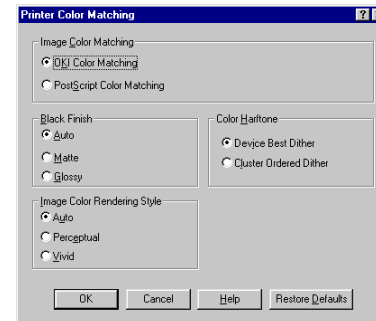 Printer Color Matching
Image Color Matching
OKI Color Matching
PostScript Color Matching
Black Finish
Auto
Matte
Glossy
Color Harftone
Device Best Dither
Cluster Ordered Dither
Image Color Rendering Style
Auto
Perceptual
Vivid
OK Cancel Help Restore Defaults